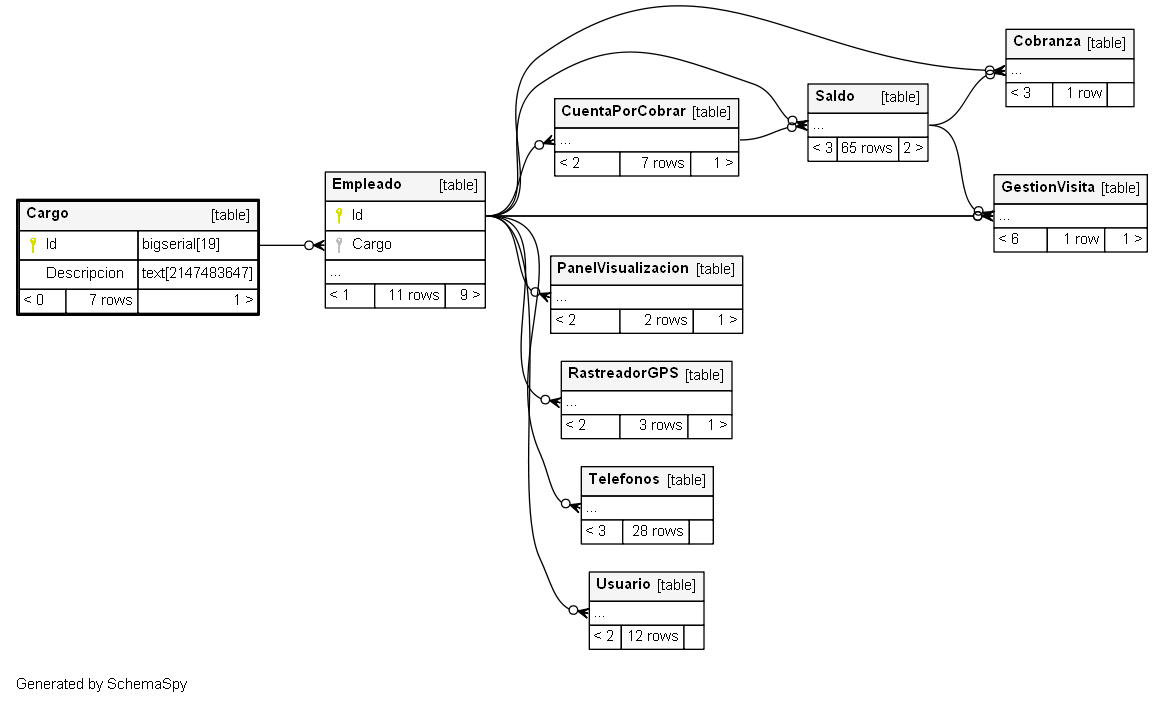 Cargo [table]
Id bigserial[19]
Descripcion text[2147483647]
< 0 7 rows 1 >
Empleado [table]
Id
Cargo
...
< 1 11 rows 9 >
CuentaPorCobrar [table]
...
< 2 7 rows 1 >
Saldo [table]
...
< 3 65 rows 2 >
Cobranza [table]
...
< 3 1 row
GestionVisita [table]
...
< 6 1 row 1 >
PanelVisualizacion [table]
...
< 2 2 rows 1 >
RastreadorGPS [table]
...
< 2 3 rows 1 >
Telefonos [table]
...
< 3 28 rows
Usuario [table]
...
< 2 12 rows
Generated by SchemaSpy